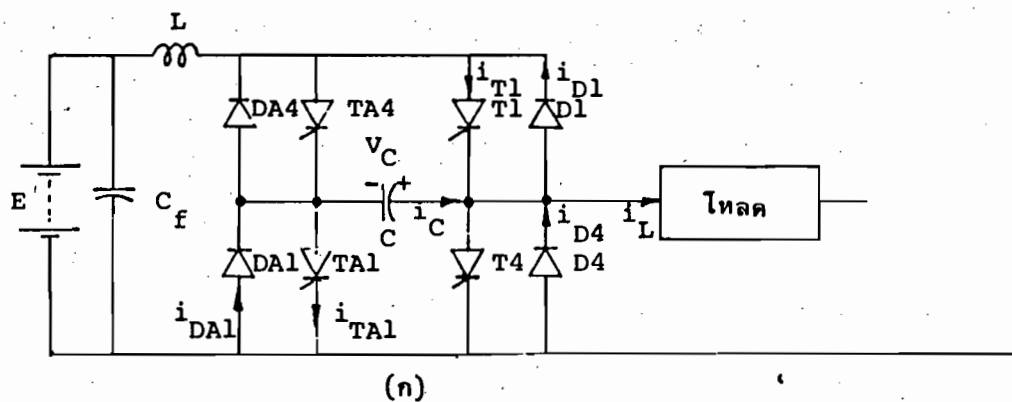 L
i_T1
T1
i_D1
D1
DA4
TA4
V_C
- +
E
C_f
i_C
C
i_L
โหลด
i_D4
D4
T4
DA1
TA1
i_DA1
i_TA1
(ก)